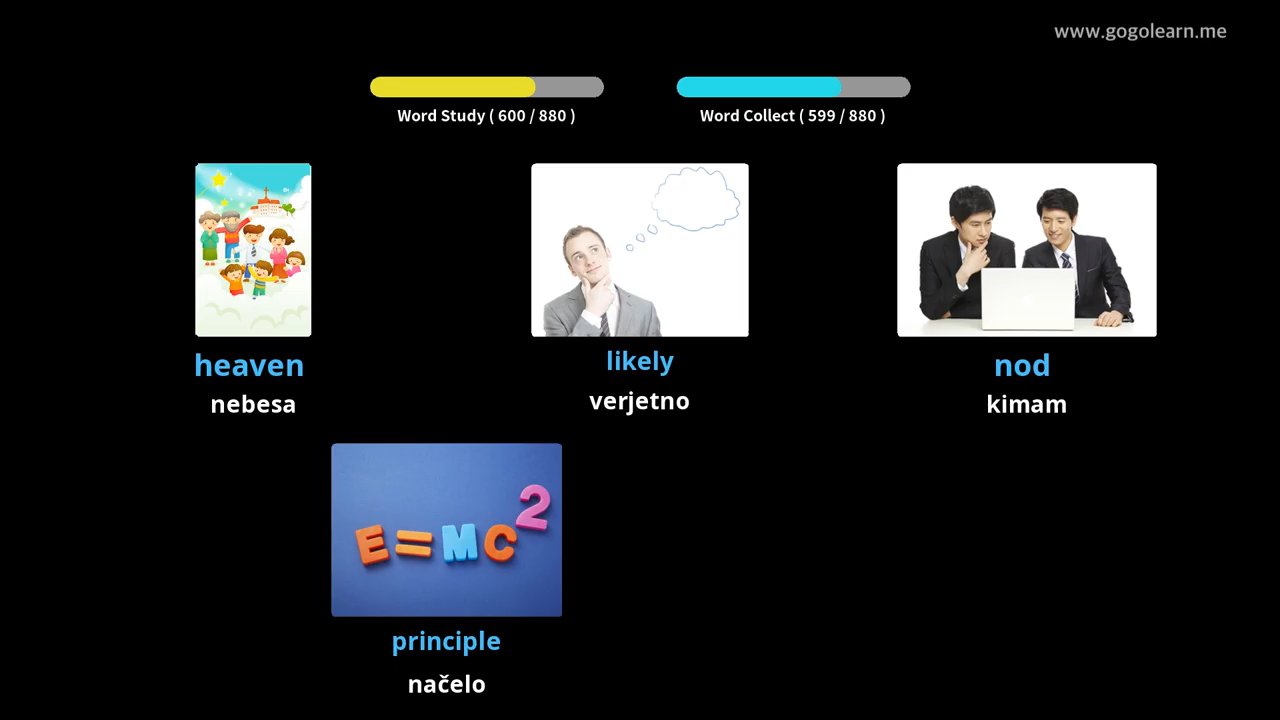 www.gogolearn.me
Word Study ( 600 / 880 )
Word Collect ( 599 / 880 )
heaven
nebesa
likely
verjetno
nod
kimam
E=MC2
principle
načelo